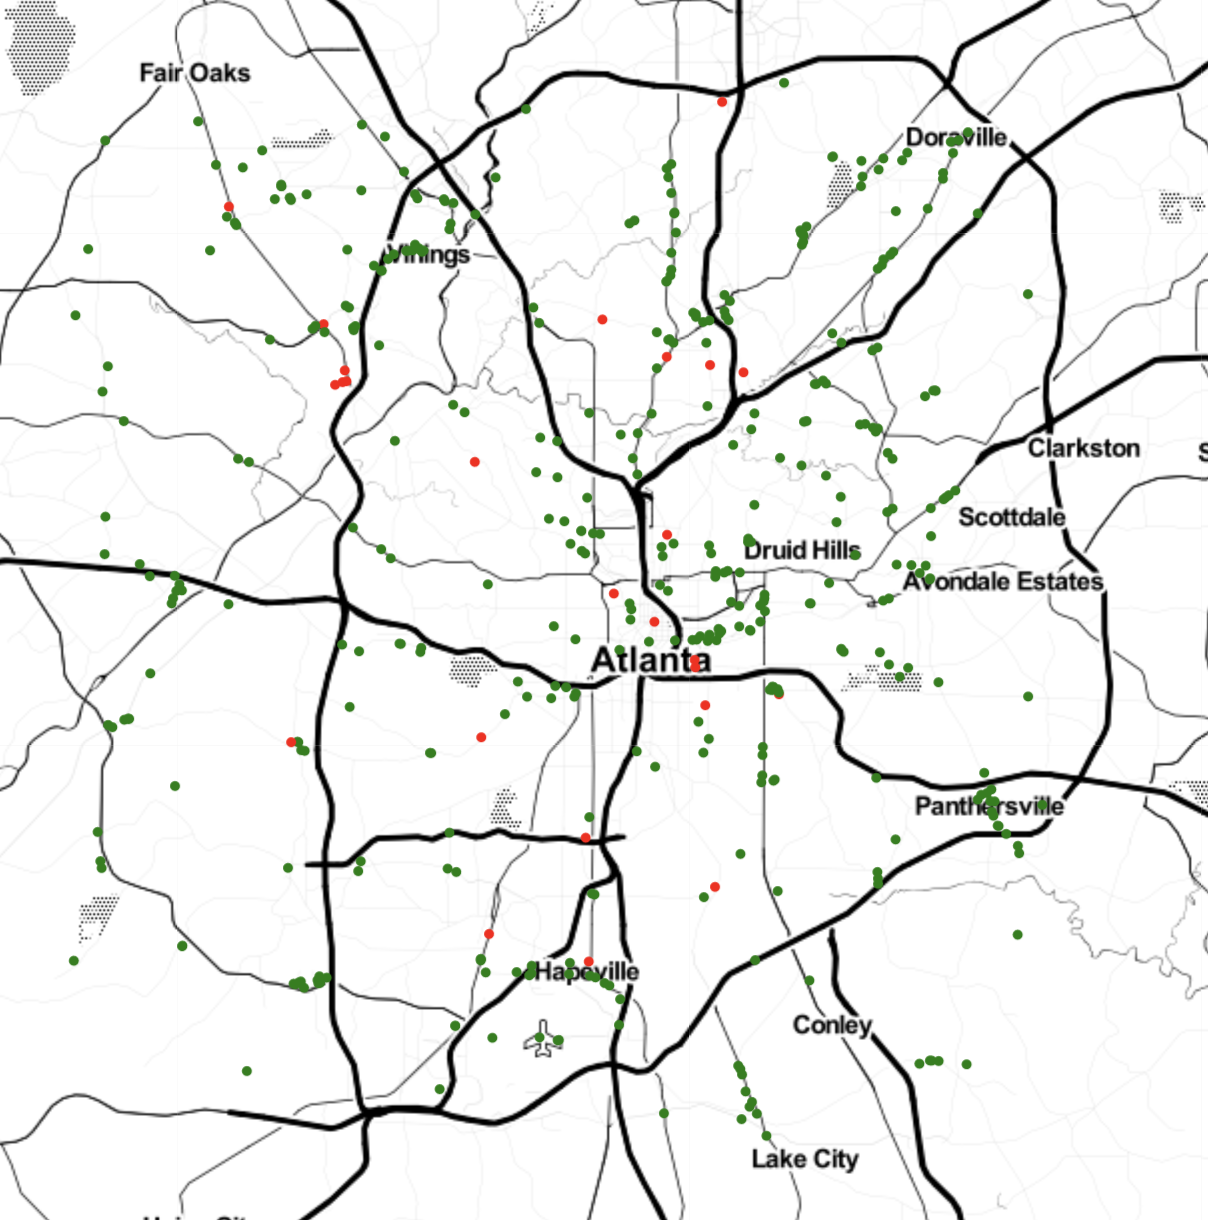 Fair Oaks
Doraville
Vinings
Clarkston
S
Scottdale
Druid Hills
Avondale Estates
Atlanta
Panthersville
Hapeville
Conley
Lake City